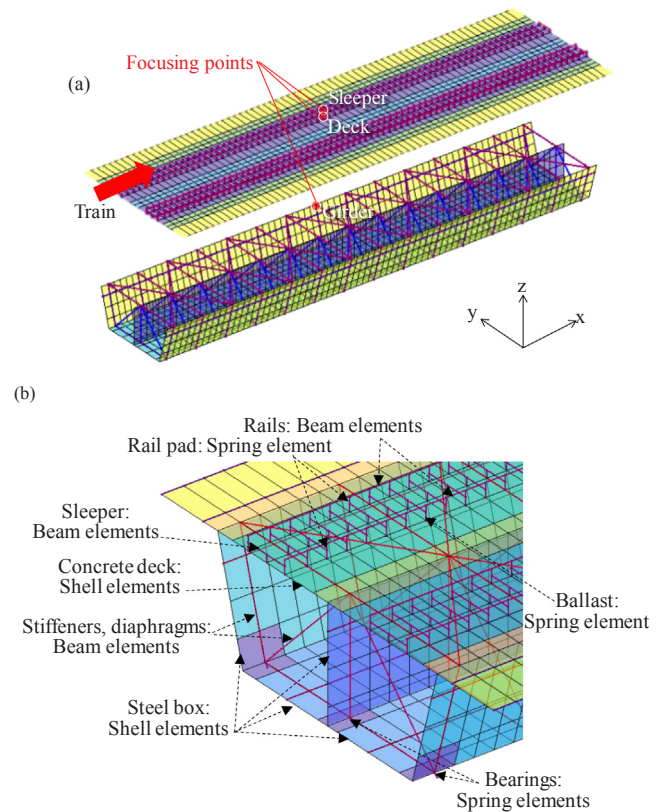 (a)
Focusing points
Sleeper
Deck
Train
Girder
z
y
x
(b)
Rails: Beam elements
Rail pad: Spring element
Sleeper:
Beam elements
Concrete deck:
Shell elements
Ballast:
Spring element
Stiffeners, diaphragms:
Beam elements
Steel box:
Shell elements
Bearings:
Spring elements